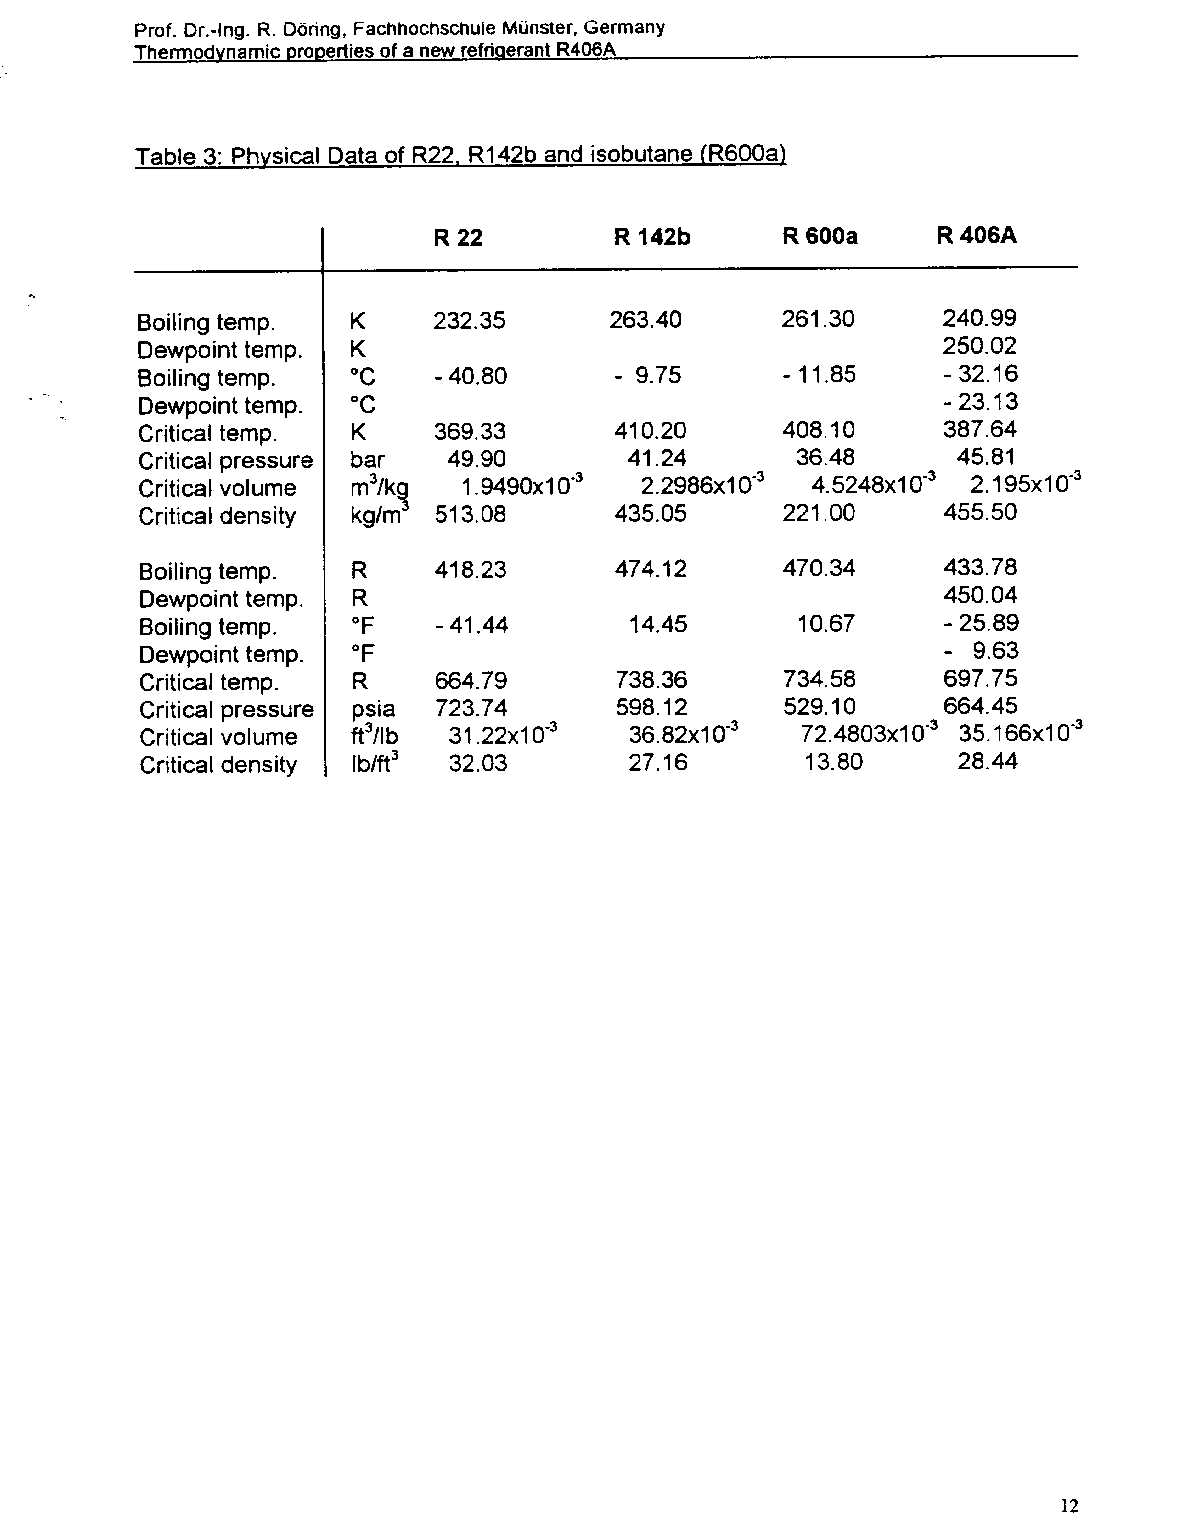 Prof. Dr.-Ing. R. Döring, Fachhochschule Münster, Germany
Thermodynamic properties of a new refrigerant R406A
Table 3: Physical Data of R22, R142b and isobutane (R600a)
R 22 R 142b R 600a R 406A
Boiling temp. K 232.35 263.40 261.30 240.99
Dewpoint temp. K 250.02
Boiling temp. °C - 40.80 - 9.75 - 11.85 - 32.16
Dewpoint temp. °C - 23.13
Critical temp. K 369.33 410.20 408.10 387.64
Critical pressure bar 49.90 41.24 36.48 45.81
Critical volume m³/kg 1.9490x10⁻³ 2.2986x10⁻³ 4.5248x10⁻³ 2.195x10⁻³
Critical density kg/m³ 513.08 435.05 221.00 455.50
Boiling temp. R 418.23 474.12 470.34 433.78
Dewpoint temp. R 450.04
Boiling temp. °F - 41.44 14.45 10.67 - 25.89
Dewpoint temp. °F - 9.63
Critical temp. R 664.79 738.36 734.58 697.75
Critical pressure psia 723.74 598.12 529.10 664.45
Critical volume ft³/lb 31.22x10⁻³ 36.82x10⁻³ 72.4803x10⁻³ 35.166x10⁻³
Critical density lb/ft³ 32.03 27.16 13.80 28.44
12